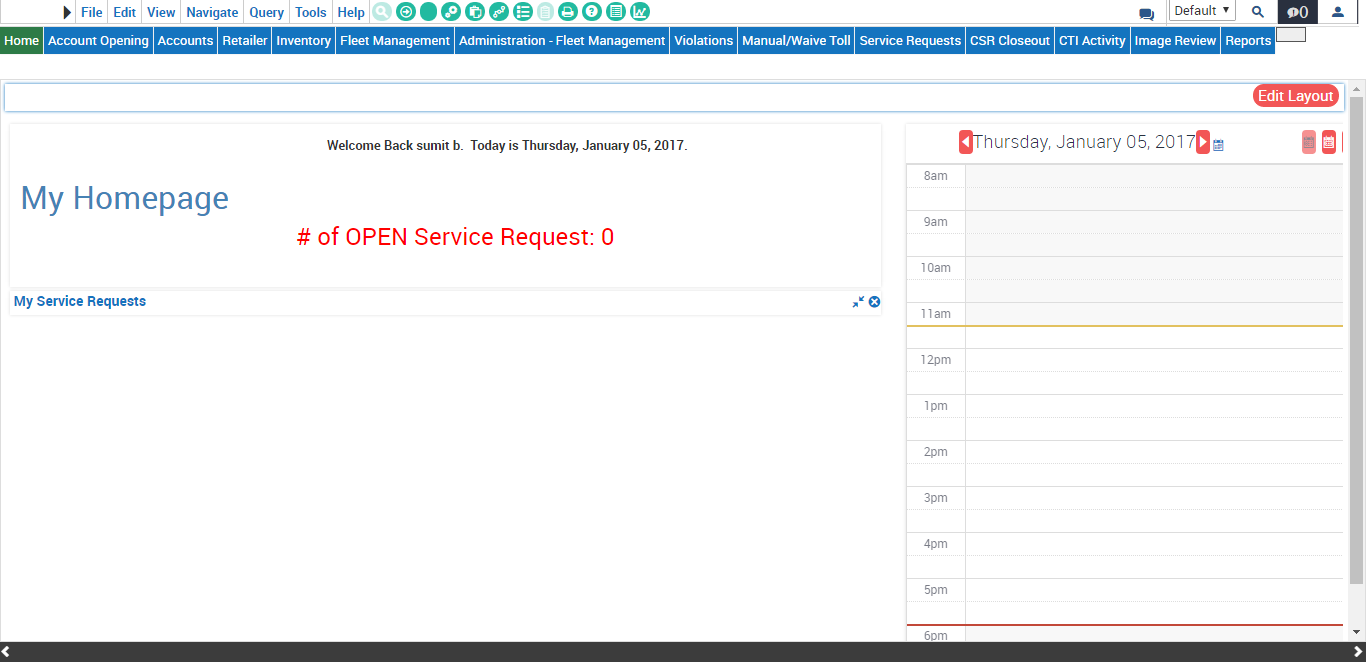 File Edit View Navigate Query Tools Help Default 0
Home Account Opening Accounts Retailer Inventory Fleet Management Administration - Fleet Management Violations Manual/Waive Toll Service Requests CSR Closeout CTI Activity Image Review Reports
Edit Layout
Welcome Back sumit b. Today is Thursday, January 05, 2017.
My Homepage
# of OPEN Service Request: 0
My Service Requests
Thursday, January 05, 2017
8am
9am
10am
11am
12pm
1pm
2pm
3pm
4pm
5pm
6pm